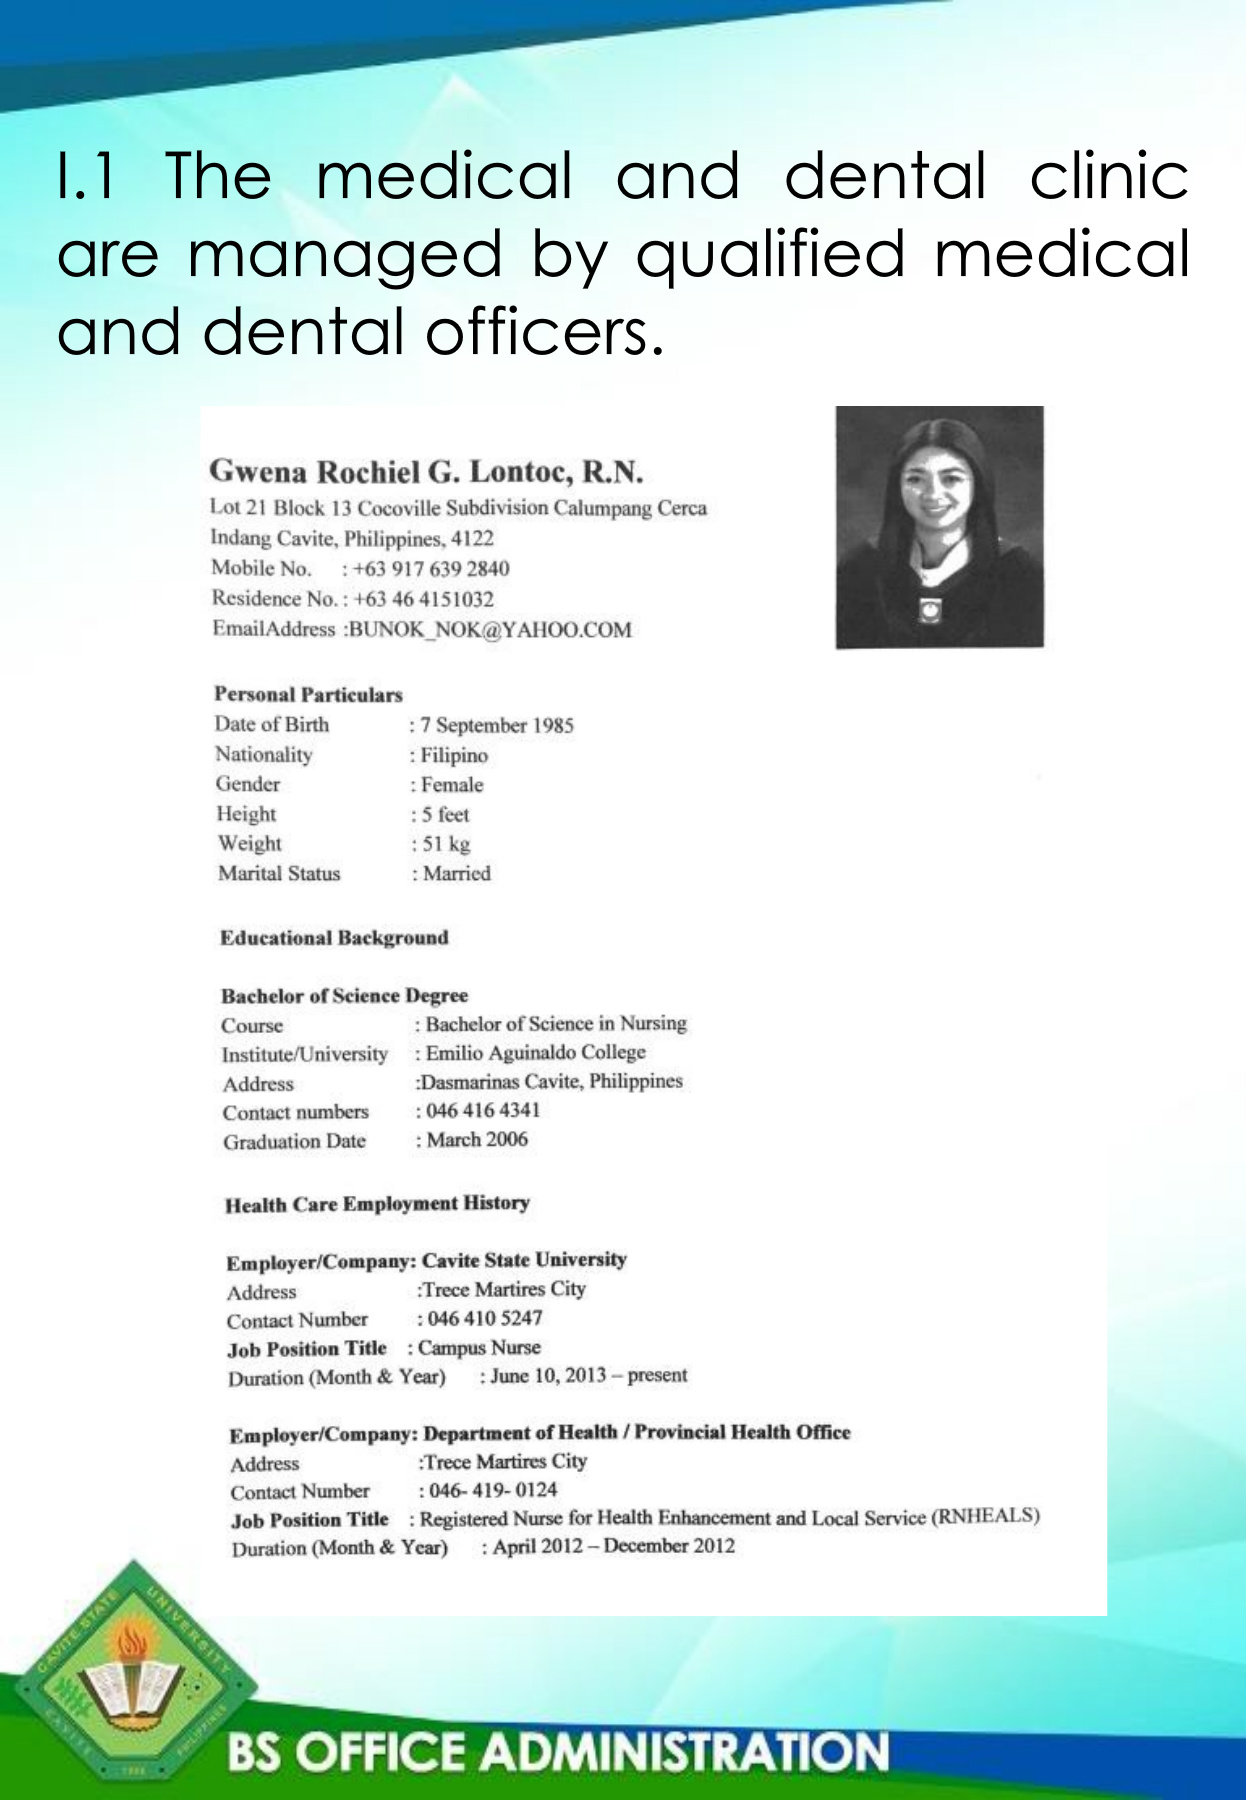 I.1 The medical and dental clinic
are managed by qualified medical
and dental officers.
Gwena Rochiel G. Lontoc, R.N.
Lot 21 Block 13 Cocoville Subdivision Calumpang Cerca
Indang Cavite, Philippines, 4122
Mobile No. : +63 917 639 2840
Residence No. : +63 46 4151032
EmailAddress :BUNOK_NOK@YAHOO.COM
Personal Particulars
Date of Birth : 7 September 1985
Nationality : Filipino
Gender : Female
Height : 5 feet
Weight : 51 kg
Marital Status : Married
Educational Background
Bachelor of Science Degree
Course : Bachelor of Science in Nursing
Institute/University : Emilio Aguinaldo College
Address :Dasmarinas Cavite, Philippines
Contact numbers : 046 416 4341
Graduation Date : March 2006
Health Care Employment History
Employer/Company: Cavite State University
Address :Trece Martires City
Contact Number : 046 410 5247
Job Position Title : Campus Nurse
Duration (Month & Year) : June 10, 2013 – present
Employer/Company: Department of Health / Provincial Health Office
Address :Trece Martires City
Contact Number : 046- 419- 0124
Job Position Title : Registered Nurse for Health Enhancement and Local Service (RNHEALS)
Duration (Month & Year) : April 2012 – December 2012
CAVITE STATE UNIVERSITY
CAVITE
PHILIPPINES
1906
BS OFFICE ADMINISTRATION